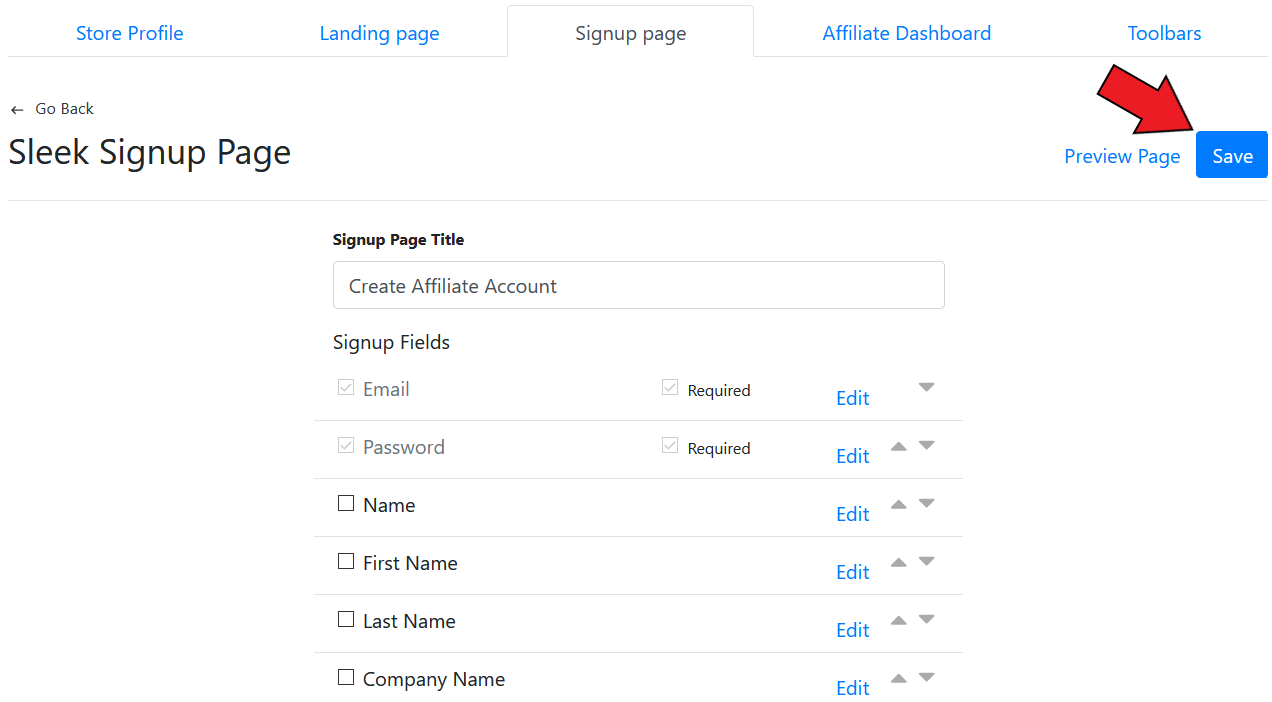 Store Profile Landing page Signup page Affiliate Dashboard Toolbars
← Go Back
Sleek Signup Page
Preview Page Save
Signup Page Title
Create Affiliate Account
Signup Fields
Email Required Edit
Password Required Edit
Name Edit
First Name Edit
Last Name Edit
Company Name Edit